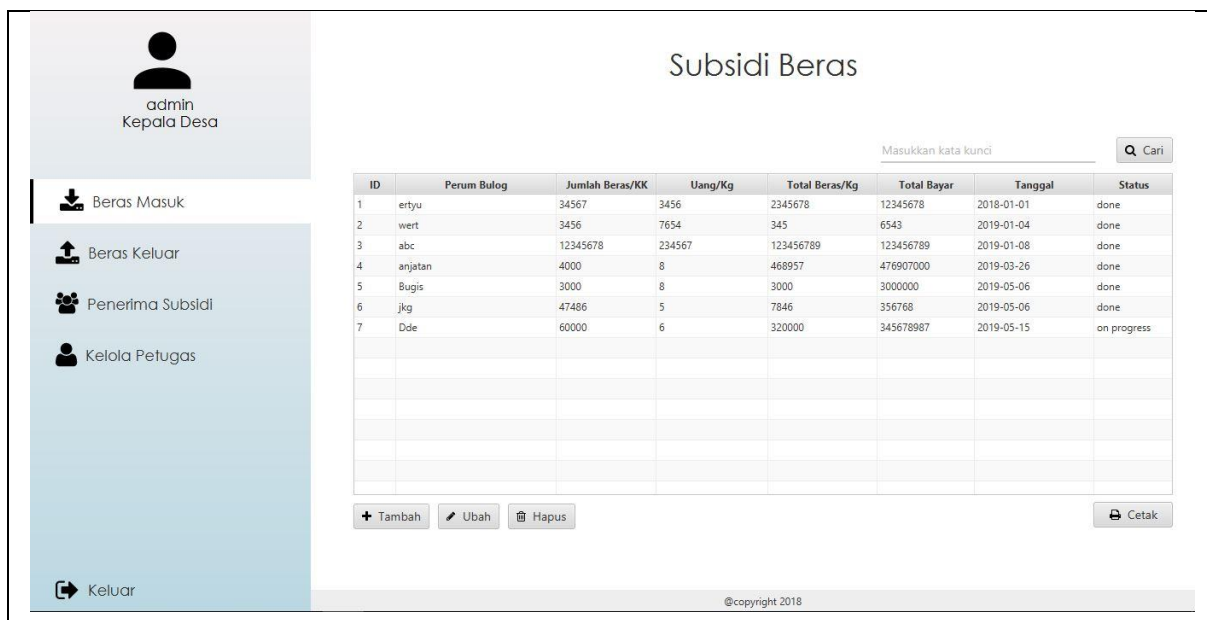 admin
Kepala Desa
Beras Masuk
Beras Keluar
Penerima Subsidi
Kelola Petugas
Keluar
Subsidi Beras
Masukkan kata kunci Cari
ID Perum Bulog Jumlah Beras/KK Uang/Kg Total Beras/Kg Total Bayar Tanggal Status
1 ertyu 34567 3456 2345678 12345678 2018-01-01 done
2 wert 3456 7654 345 6543 2019-01-04 done
3 abc 12345678 234567 123456789 123456789 2019-01-08 done
4 anjatan 4000 8 468957 476907000 2019-03-26 done
5 Bugis 3000 8 3000 3000000 2019-05-06 done
6 jkg 47486 5 7846 356768 2019-05-06 done
7 Dde 60000 6 320000 345678987 2019-05-15 on progress
Tambah Ubah Hapus Cetak
@copyright 2018